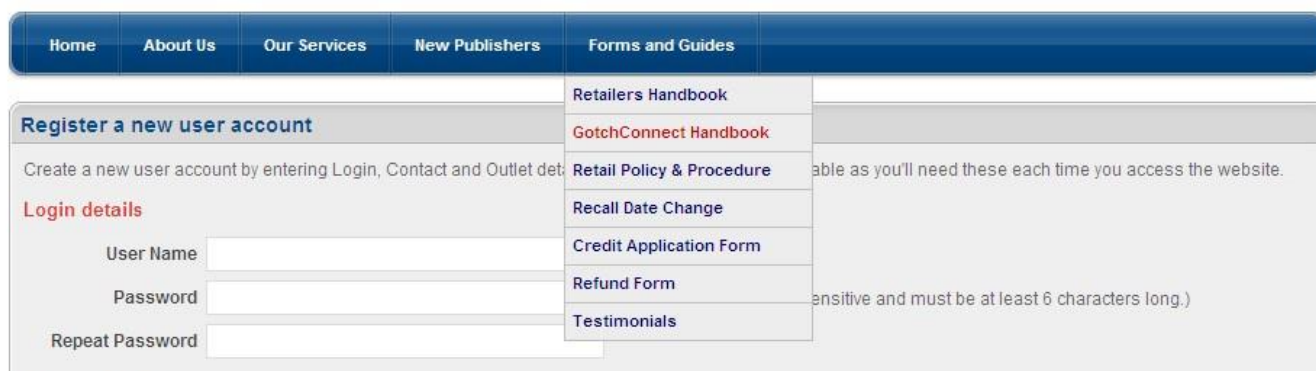 Home About Us Our Services New Publishers Forms and Guides
Retailers Handbook
GotchConnect Handbook
Retail Policy & Procedure
Recall Date Change
Credit Application Form
Refund Form
Testimonials
Register a new user account
Create a new user account by entering Login, Contact and Outlet able as you'll need these each time you access the website.
Login details
User Name
Password
ensitive and must be at least 6 characters long.)
Repeat Password